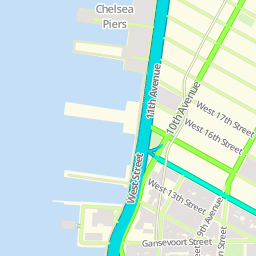 Chelsea
Piers
11th Avenue
10th Avenue
West 17th Street
West 16th Street
West Street
West 13th Street
9th Avenue
Gansevoort Street